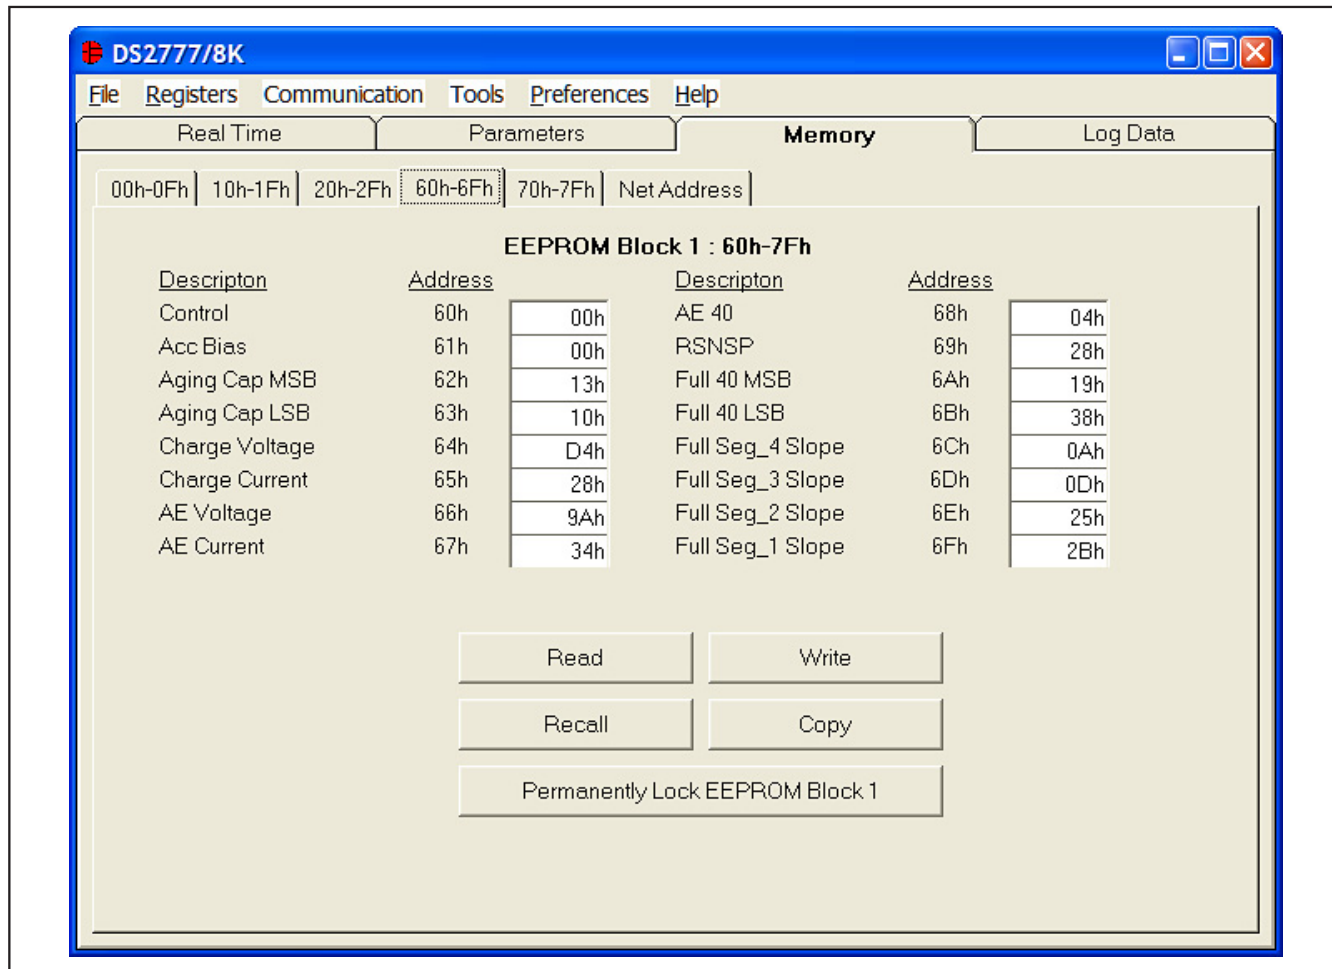 DS2777/8K
File Registers Communication Tools Preferences Help
Real Time Parameters Memory Log Data
00h-0Fh 10h-1Fh 20h-2Fh 60h-6Fh 70h-7Fh Net Address
EEPROM Block 1 : 60h-7Fh
Descripton Address Descripton Address
Control 60h 00h AE 40 68h 04h
Acc Bias 61h 00h RSNSP 69h 28h
Aging Cap MSB 62h 13h Full 40 MSB 6Ah 19h
Aging Cap LSB 63h 10h Full 40 LSB 6Bh 38h
Charge Voltage 64h D4h Full Seg_4 Slope 6Ch 0Ah
Charge Current 65h 28h Full Seg_3 Slope 6Dh 0Dh
AE Voltage 66h 9Ah Full Seg_2 Slope 6Eh 25h
AE Current 67h 34h Full Seg_1 Slope 6Fh 2Bh
Read Write
Recall Copy
Permanently Lock EEPROM Block 1